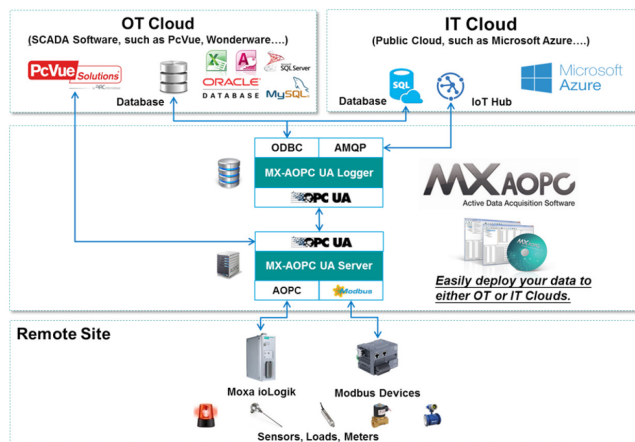 OT Cloud
(SCADA Software, such as PcVue, Wonderware….)
PcVue
Solutions
Database
SQL Server
ORACLE
DATABASE
MySQL
IT Cloud
(Public Cloud, such as Microsoft Azure….)
Database
SQL
IoT Hub
Microsoft
Azure
ODBC
AMQP
MX-AOPC UA Logger
OPC UA
OPC UA
MX-AOPC UA Server
AOPC
Modbus
MX AOPC
Active Data Acquisition Software
Easily deploy your data to
either OT or IT Clouds.
Remote Site
Moxa ioLogik
Modbus Devices
Sensors, Loads, Meters